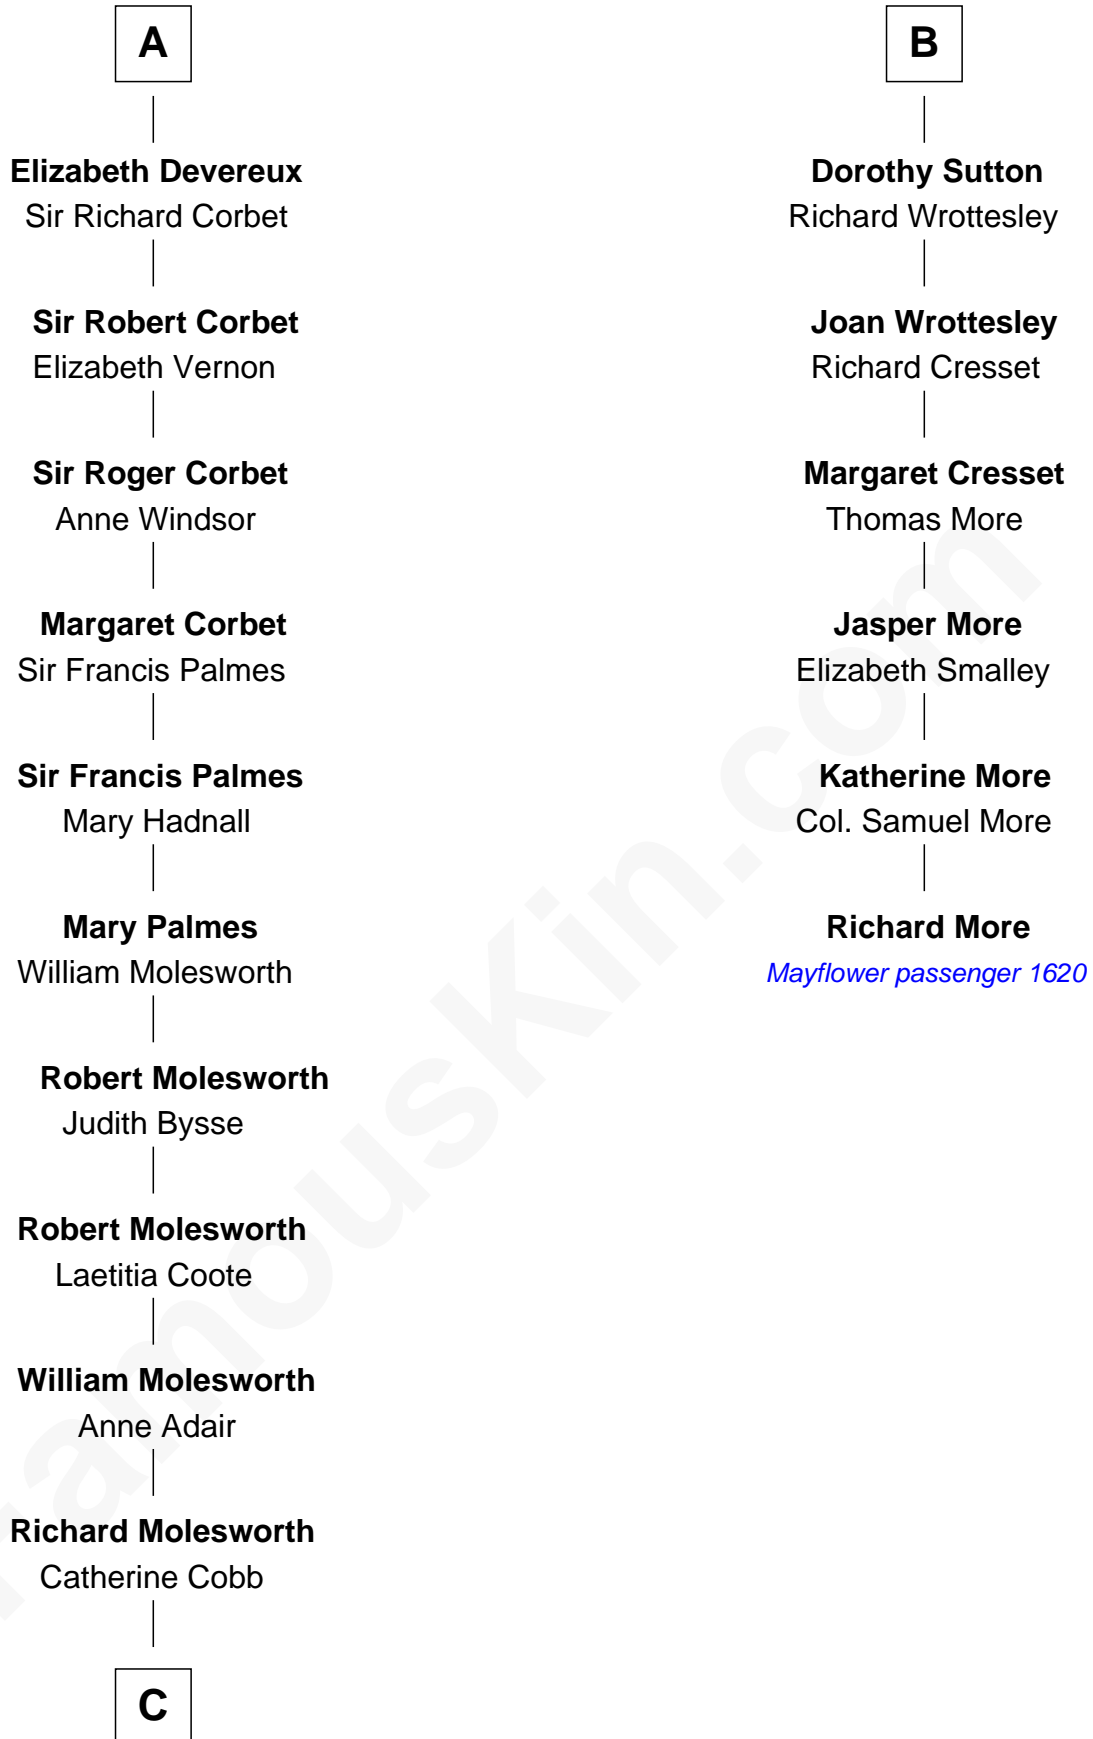 A
Elizabeth Devereux
Sir Richard Corbet
Sir Robert Corbet
Elizabeth Vernon
Sir Roger Corbet
Anne Windsor
Margaret Corbet
Sir Francis Palmes
Sir Francis Palmes
Mary Hadnall
Mary Palmes
William Molesworth
Robert Molesworth
Judith Bysse
Robert Molesworth
Laetitia Coote
William Molesworth
Anne Adair
Richard Molesworth
Catherine Cobb
C
B
Dorothy Sutton
Richard Wrottesley
Joan Wrottesley
Richard Cresset
Margaret Cresset
Thomas More
Jasper More
Elizabeth Smalley
Katherine More
Col. Samuel More
Richard More
Mayflower passenger 1620
FamousKin.com